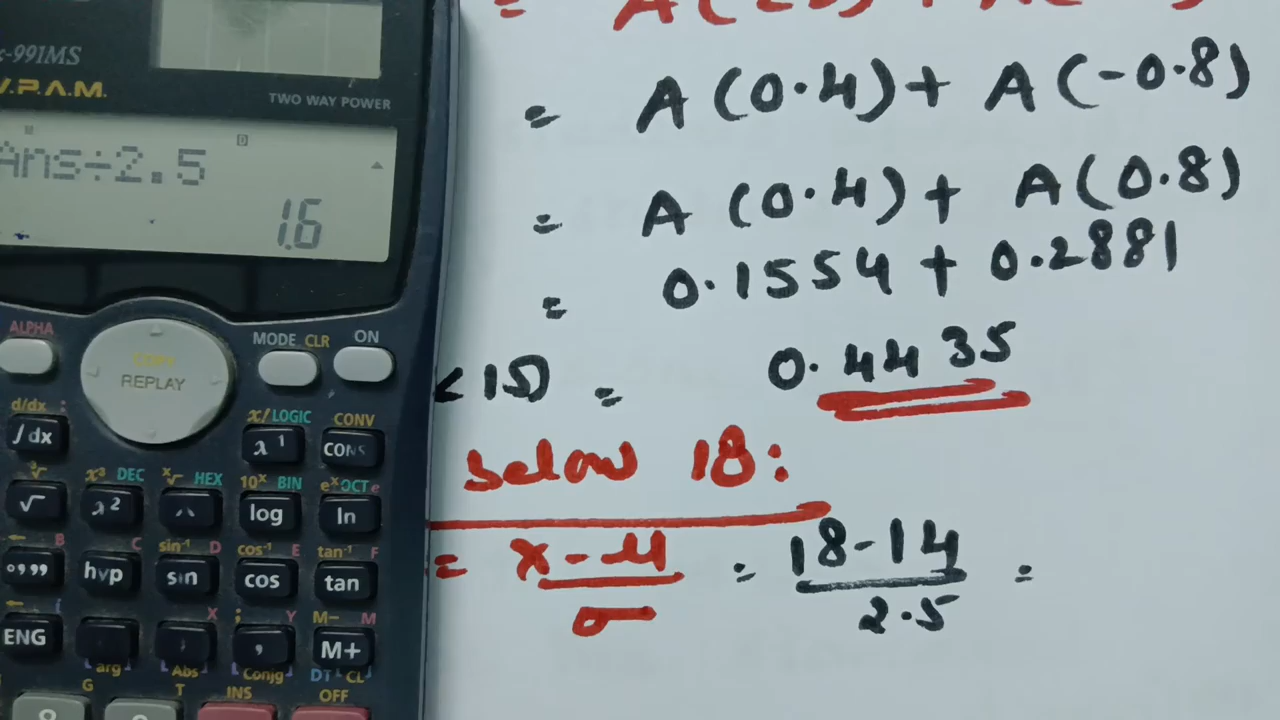 -991MS
V.P.A.M.
TWO WAY POWER
Ans÷2.5
1.6
= A(0.4) + A(-0.8)
= A(0.4) + A(0.8)
= 0.1554 + 0.2881
<15) = 0.4435
below 18:
= x-μ/σ = 18-14/2.5 =
ALPHA
MODE CLR
ON
REPLAY
d/dx
x√ LOGIC
CONV
∫dx
CONS
x³ DEC
x√ HEX
10ˣ BIN
eˣ OCT
√
x²
log
ln
B
C
sin⁻¹ D
cos⁻¹ E
tan⁻¹ F
hyp
sin
cos
tan
X
; Y
M- M
ENG
,
M+
arg
Abs
Conjg
DT CL
G
T
INS
OFF